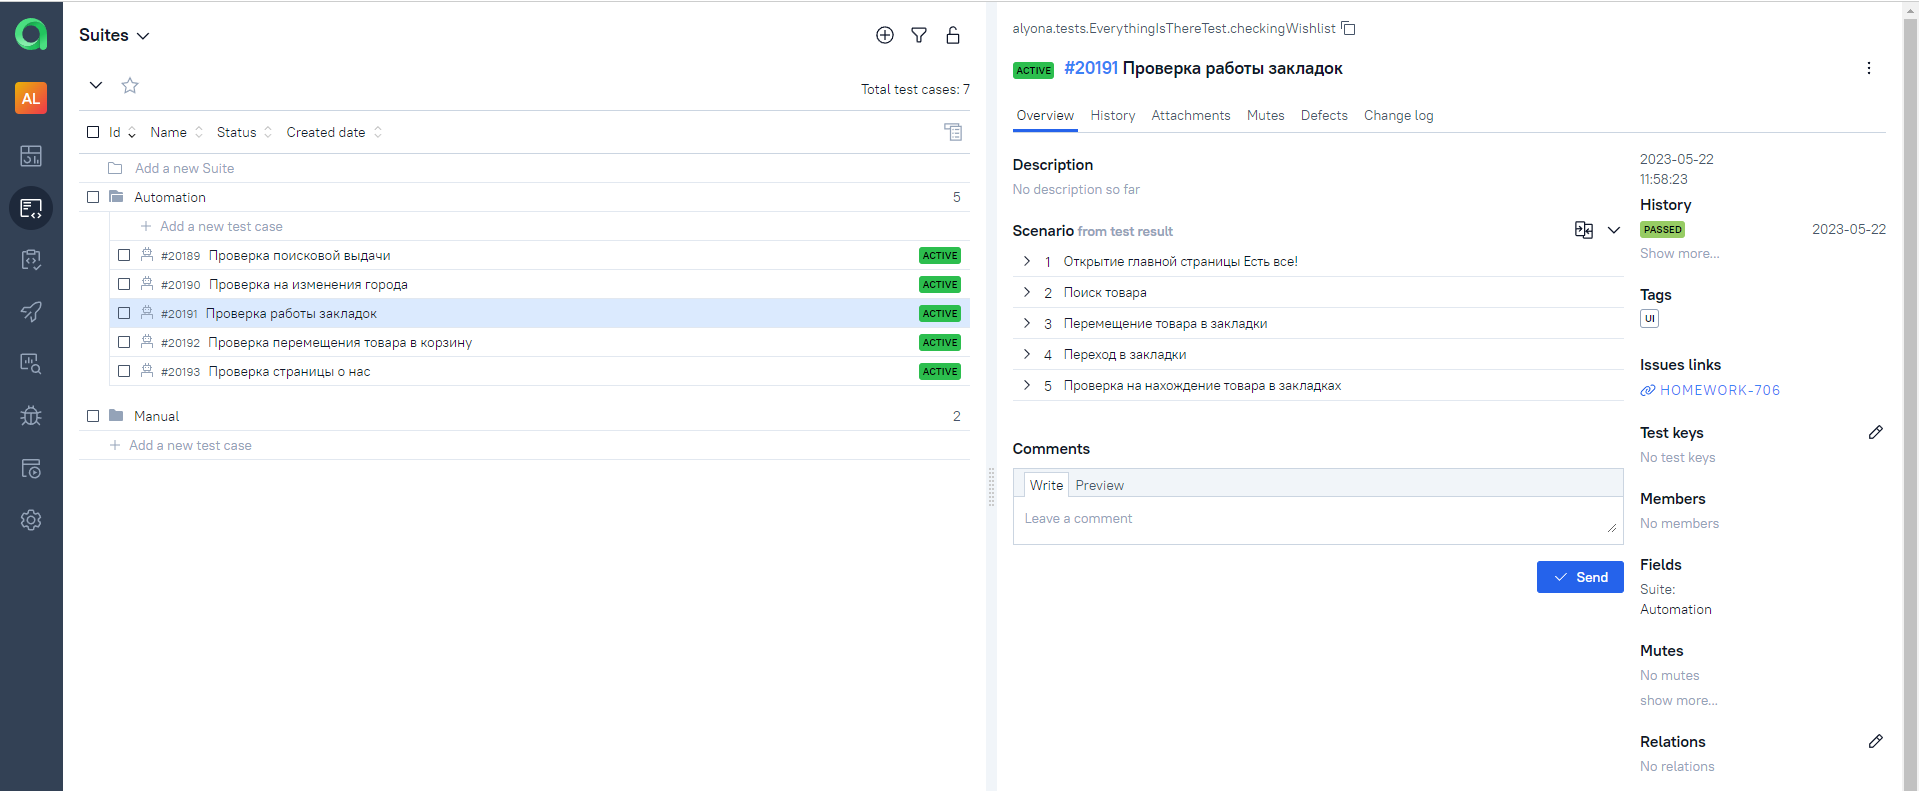 AL
Suites
Total test cases: 7
Id Name Status Created date
Add a new Suite
Automation 5
Add a new test case
#20189 Проверка поисковой выдачи ACTIVE
#20190 Проверка на изменения города ACTIVE
#20191 Проверка работы закладок ACTIVE
#20192 Проверка перемещения товара в корзину ACTIVE
#20193 Проверка страницы о нас ACTIVE
Manual 2
Add a new test case
alyona.tests.EverythingIsThereTest.checkingWishlist
ACTIVE #20191 Проверка работы закладок
Overview History Attachments Mutes Defects Change log
Description
No description so far
Scenario from test result
1 Открытие главной страницы Есть все!
2 Поиск товара
3 Перемещение товара в закладки
4 Переход в закладки
5 Проверка на нахождение товара в закладках
Comments
Write Preview
Leave a comment
Send
2023-05-22
11:58:23
History
PASSED 2023-05-22
Show more...
Tags
UI
Issues links
HOMEWORK-706
Test keys
No test keys
Members
No members
Fields
Suite:
Automation
Mutes
No mutes
show more...
Relations
No relations